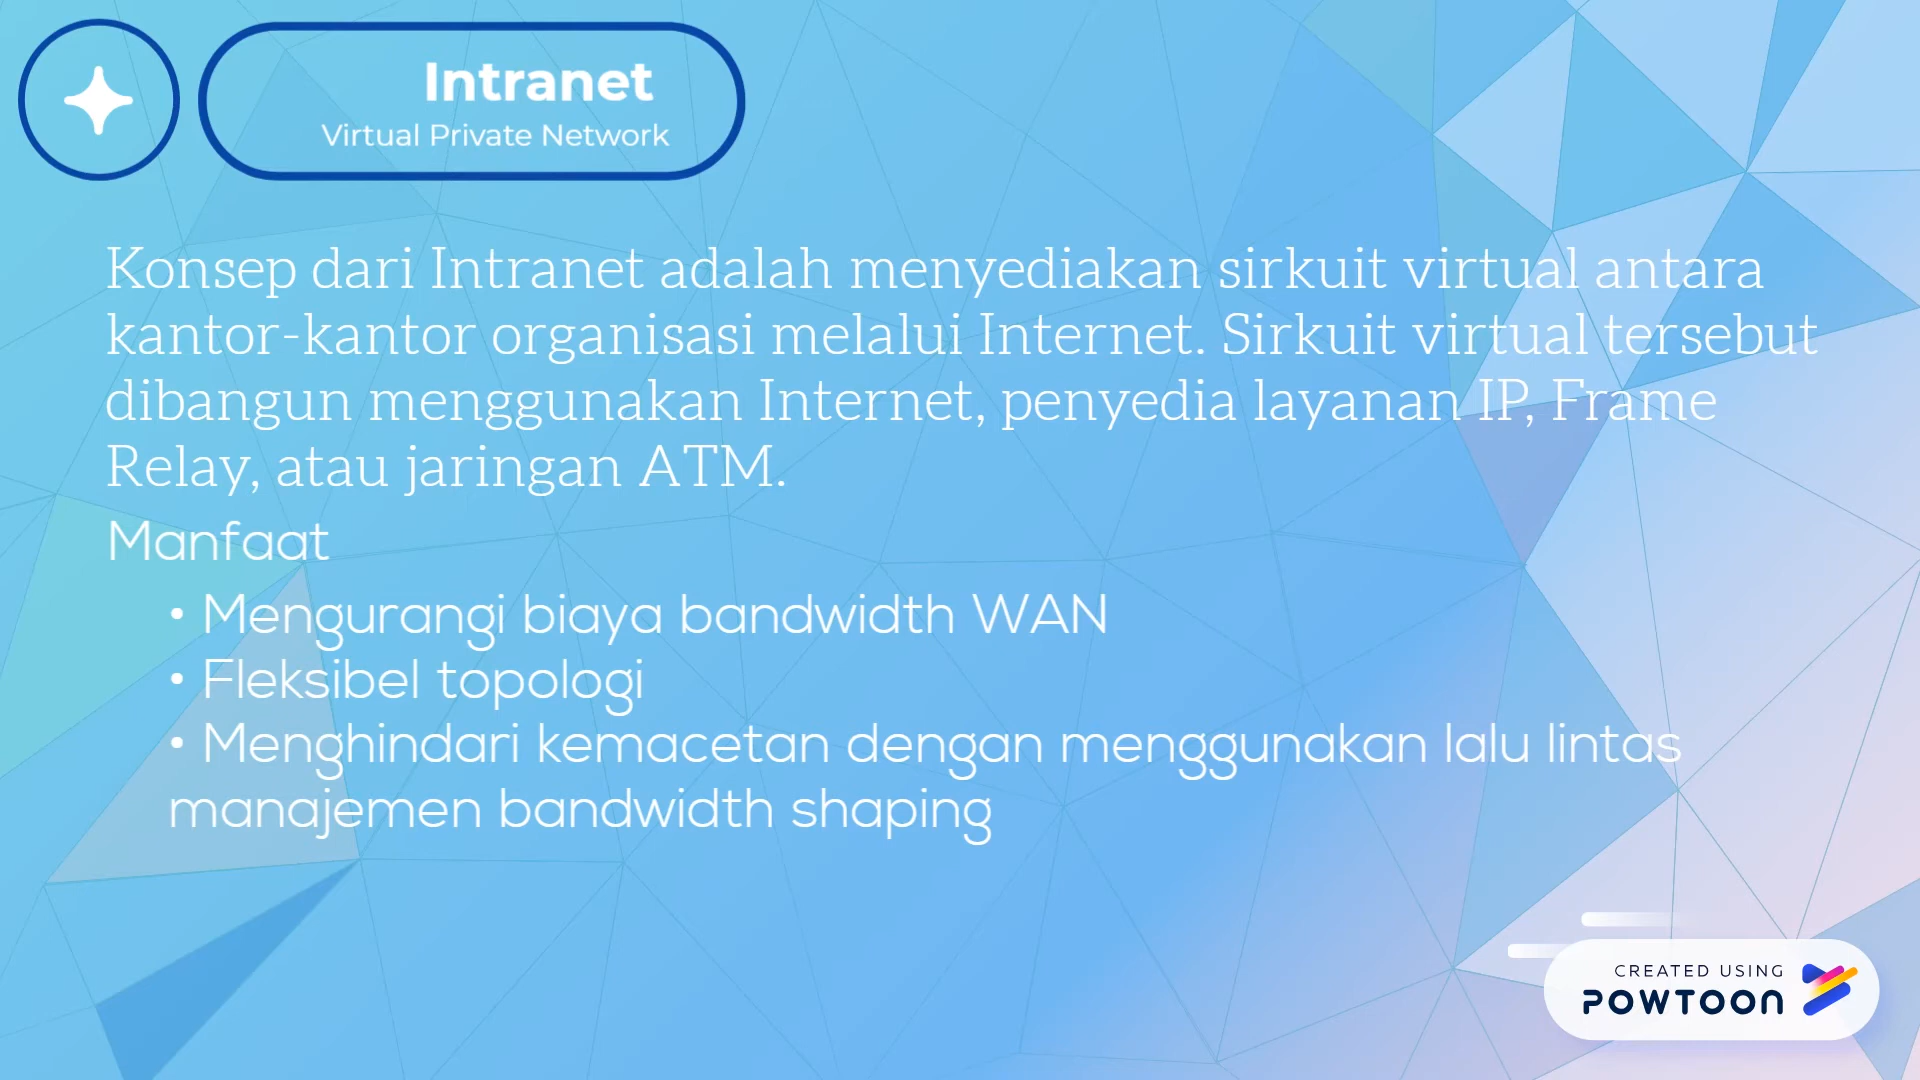 Intranet
Virtual Private Network
Konsep dari Intranet adalah menyediakan sirkuit virtual antara
kantor-kantor organisasi melalui Internet. Sirkuit virtual tersebut
dibangun menggunakan Internet, penyedia layanan IP, Frame
Relay, atau jaringan ATM.
Manfaat
• Mengurangi biaya bandwidth WAN
• Fleksibel topologi
• Menghindari kemacetan dengan menggunakan lalu lintas
manajemen bandwidth shaping
CREATED USING
POWTOON